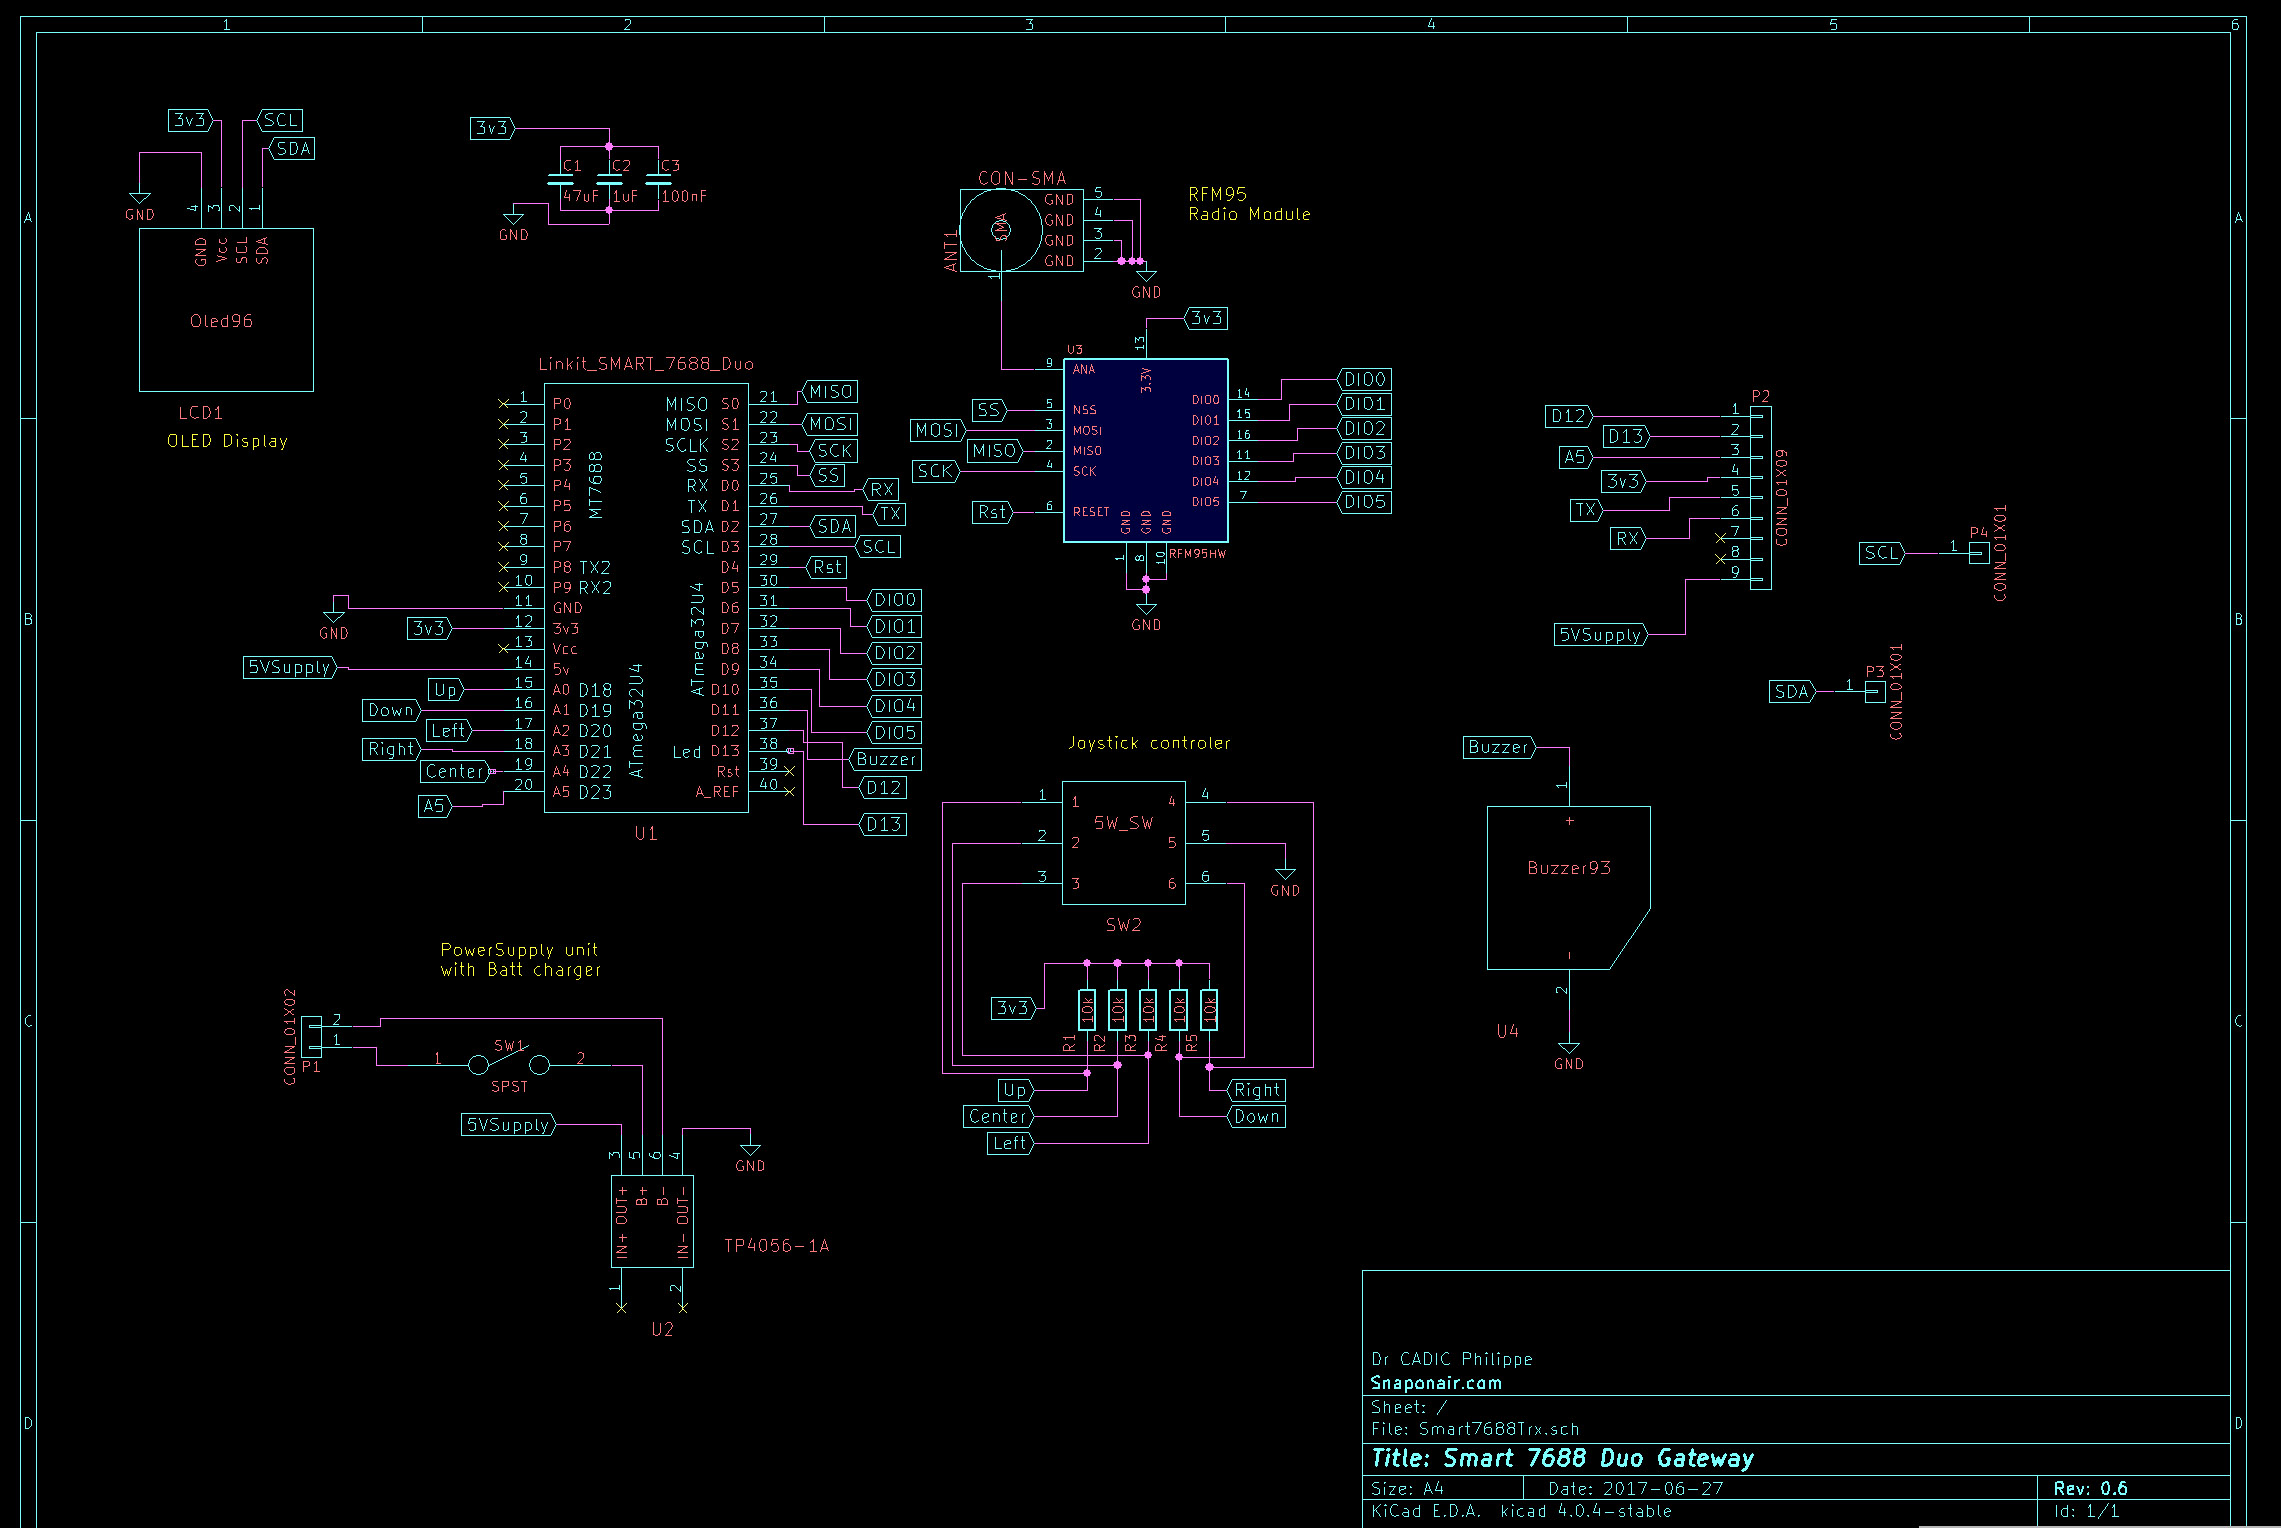 1 2 3 4 5 6
A
B
C
D
A
B
C
D
3v3
SCL
SDA
GND
4 3 2 1
GND Vcc SCL SDA
Oled96
LCD1
OLED Display
3v3
C1 C2 C3
47uF 1uF 100nF
GND
CON-SMA
ANT1
SMA
1
GND 5
GND 4
GND 3
GND 2
GND
RFM95
Radio Module
3v3
13
U3
3.3V
9 ANA
SS 5 NSS
MOSI 3 MOSI
MISO 2 MISO
SCK 4 SCK
Rst 6 RESET
DIO0 14 DIO0
DIO1 15 DIO1
DIO2 16 DIO2
DIO3 11 DIO3
DIO4 12 DIO4
DIO5 7 DIO5
GND GND GND
1 8 10
RFM95HW
GND
Linkit_SMART_7688_Duo
MT7688
ATmega32U4
ATmega32U4
1 P0
2 P1
3 P2
4 P3
5 P4
6 P5
7 P6
8 P7
9 P8 TX2
10 P9 RX2
GND
11 GND
3v3 12 3v3
13 Vcc
5VSupply 14 5v
Up 15 A0 D18
Down 16 A1 D19
Left 17 A2 D20
Right 18 A3 D21
Center 19 A4 D22
A5 20 A5 D23
MISO S0 21 MISO
MOSI S1 22 MOSI
SCLK S2 23 SCK
SS S3 24 SS
RX D0 25 RX
TX D1 26 TX
SDA D2 27 SDA
SCL D3 28 SCL
D4 29 Rst
D5 30 DIO0
D6 31 DIO1
D7 32 DIO2
D8 33 DIO3
D9 34 DIO4
D10 35 DIO5
D11 36 Buzzer
D12 37 D12
Led D13 38 D13
Rst 39
A_REF 40
U1
P2
CONN_01X09
D12 1
D13 2
A5 3
3v3 4
TX 5
RX 6
7
8
9
5VSupply
SCL 1 P4
CONN_01X01
SDA 1 P3
CONN_01X01
Joystick controler
1 1 4 4
5W_SW
2 2 5 5
3 3 6 6
GND
SW2
3v3
10k 10k 10k 10k 10k
R1 R2 R3 R4 R5
Up
Center
Left
Right
Down
Buzzer
1
+
Buzzer93
-
2
U4
GND
PowerSupply unit
with Batt charger
CONN_01X02
2
1
P1
1 SW1 2
SPST
5VSupply
3 5 6 4
GND
OUT+ B+ B- OUT-
IN+ IN-
TP4056-1A
1 2
U2
Dr CADIC Philippe
Snaponair.com
Sheet: /
File: Smart7688Trx.sch
Title: Smart 7688 Duo Gateway
Size: A4 Date: 2017-06-27 Rev: 0.6
KiCad E.D.A. kicad 4.0.4-stable Id: 1/1